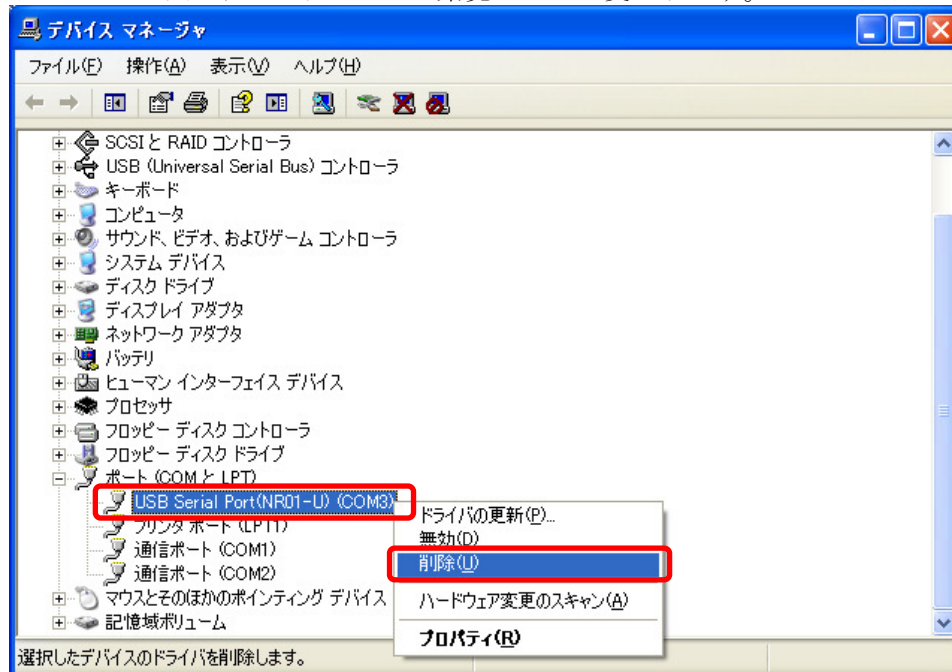 デバイス マネージャ
ファイル(F) 操作(A) 表示(V) ヘルプ(H)
SCSI と RAID コントローラ
USB (Universal Serial Bus) コントローラ
キーボード
コンピュータ
サウンド、ビデオ、およびゲーム コントローラ
システム デバイス
ディスク ドライブ
ディスプレイ アダプタ
ネットワーク アダプタ
バッテリ
ヒューマン インターフェイス デバイス
プロセッサ
フロッピー ディスク コントローラ
フロッピー ディスク ドライブ
ポート (COM と LPT)
USB Serial Port(NR01-U) (COM3)
プリンタ ポート (LPT1)
通信ポート (COM1)
通信ポート (COM2)
マウスとそのほかのポインティング デバイス
記憶域ボリューム
ドライバの更新(P)...
無効(D)
削除(U)
ハードウェア変更のスキャン(A)
プロパティ(R)
選択したデバイスのドライバを削除します。